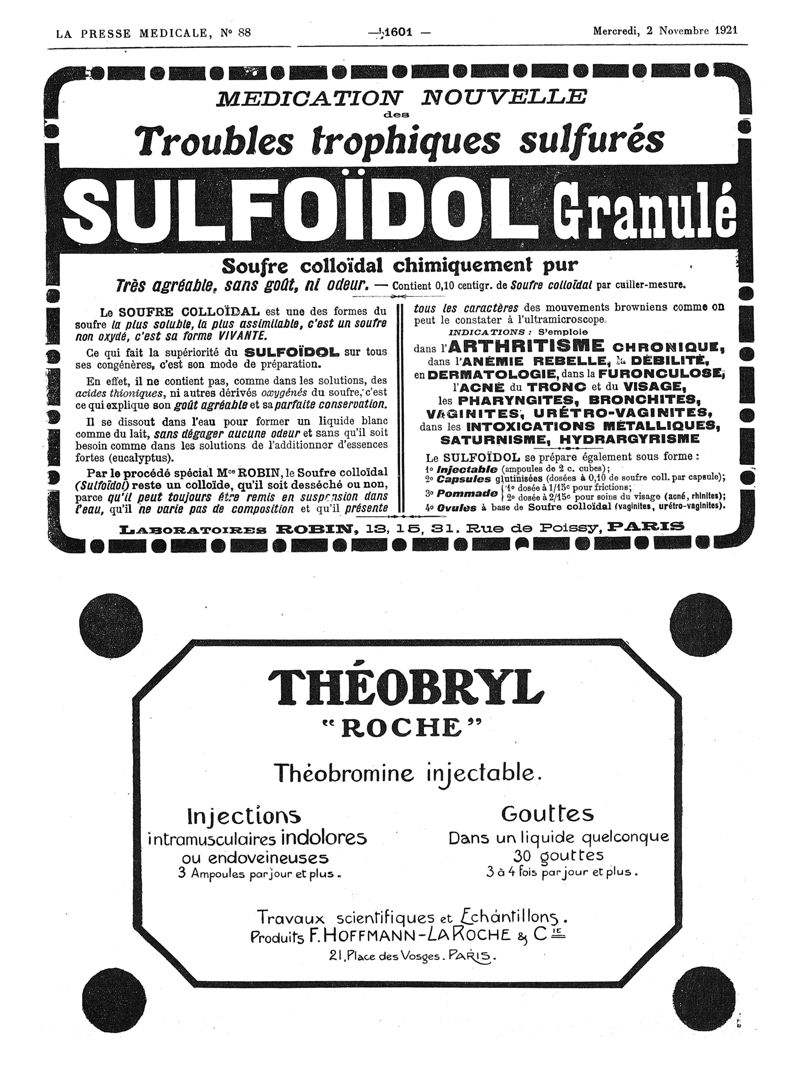 LA PRESSE MEDICALE, N° 88
— 1601 —
Mercredi, 2 Novembre 1921
MEDICATION NOUVELLE
des
Troubles trophiques sulfurés
SULFOÏDOL Granulé
Soufre colloïdal chimiquement pur
Très agréable, sans goût, ni odeur. — Contient 0,10 centigr. de Soufre colloïdal par cuiller-mesure.
Le SOUFRE COLLOÏDAL est une des formes du
soufre la plus soluble, la plus assimilable, c'est un soufre
non oxydé, c'est sa forme VIVANTE.
Ce qui fait la supériorité du SULFOÏDOL sur tous
ses congénères, c'est son mode de préparation.
En effet, il ne contient pas, comme dans les solutions, des
acides thioniques, ni autres dérivés oxygénés du soufre, c'est
ce qui explique son goût agréable et sa parfaite conservation.
Il se dissout dans l'eau pour former un liquide blanc
comme du lait, sans dégager aucune odeur et sans qu'il soit
besoin comme dans les solutions de l'additionner d'essences
fortes (eucalyptus).
Par le procédé spécial Mce ROBIN, le Soufre colloïdal
(Sulfoïdol) reste un colloïde, qu'il soit desséché ou non,
parce qu'il peut toujours être remis en suspension dans
l'eau, qu'il ne varie pas de composition et qu'il présente
tous les caractères des mouvements browniens comme on
peut le constater à l'ultramicroscope.
INDICATIONS : S'emploie
dans l'ARTHRITISME CHRONIQUE,
dans l'ANÉMIE REBELLE, la DÉBILITÉ,
en DERMATOLOGIE, dans la FURONCULOSE,
l'ACNÉ du TRONC et du VISAGE,
les PHARYNGITES, BRONCHITES,
VAGINITES, URÉTRO-VAGINITES,
dans les INTOXICATIONS MÉTALLIQUES,
SATURNISME, HYDRARGYRISME
Le SULFOÏDOL se prépare également sous forme :
1° Injectable (ampoules de 2 c. cubes);
2° Capsules glutinisées (dosées à 0,10 de soufre coll. par capsule);
3° Pommade { 1° dosée à 1/15e pour frictions;
2° dosée à 2/15e pour soins du visage (acné, rhinites);
4° Ovules à base de Soufre colloïdal (vaginites, urétro-vaginites).
LABORATOIRES ROBIN, 13, 15, 31, Rue de Poissy, PARIS
THÉOBRYL
"ROCHE"
Théobromine injectable.
Injections
intramusculaires indolores
ou endoveineuses
3 Ampoules par jour et plus.
Gouttes
Dans un liquide quelconque
30 gouttes
3 à 4 fois par jour et plus.
Travaux scientifiques et Echantillons.
Produits F. HOFFMANN-LA ROCHE & CIE
21, Place des Vosges. PARIS.